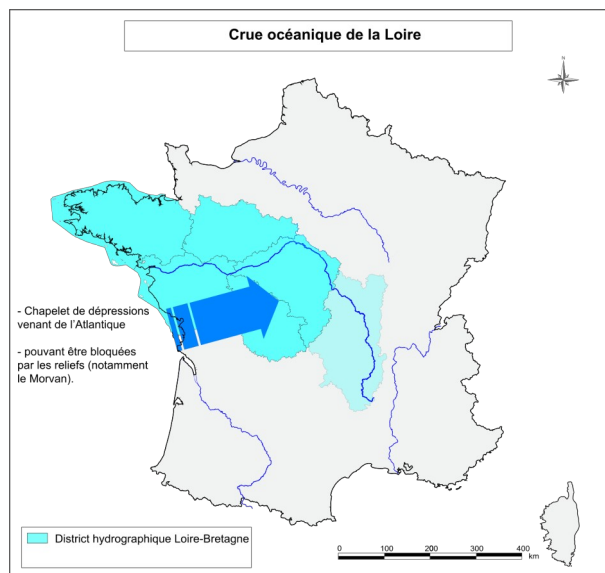 Crue océanique de la Loire
N
- Chapelet de dépressions
venant de l'Atlantique
- pouvant être bloquées
par les reliefs (notamment
le Morvan).
District hydrographique Loire-Bretagne
0 100 200 300 400
km